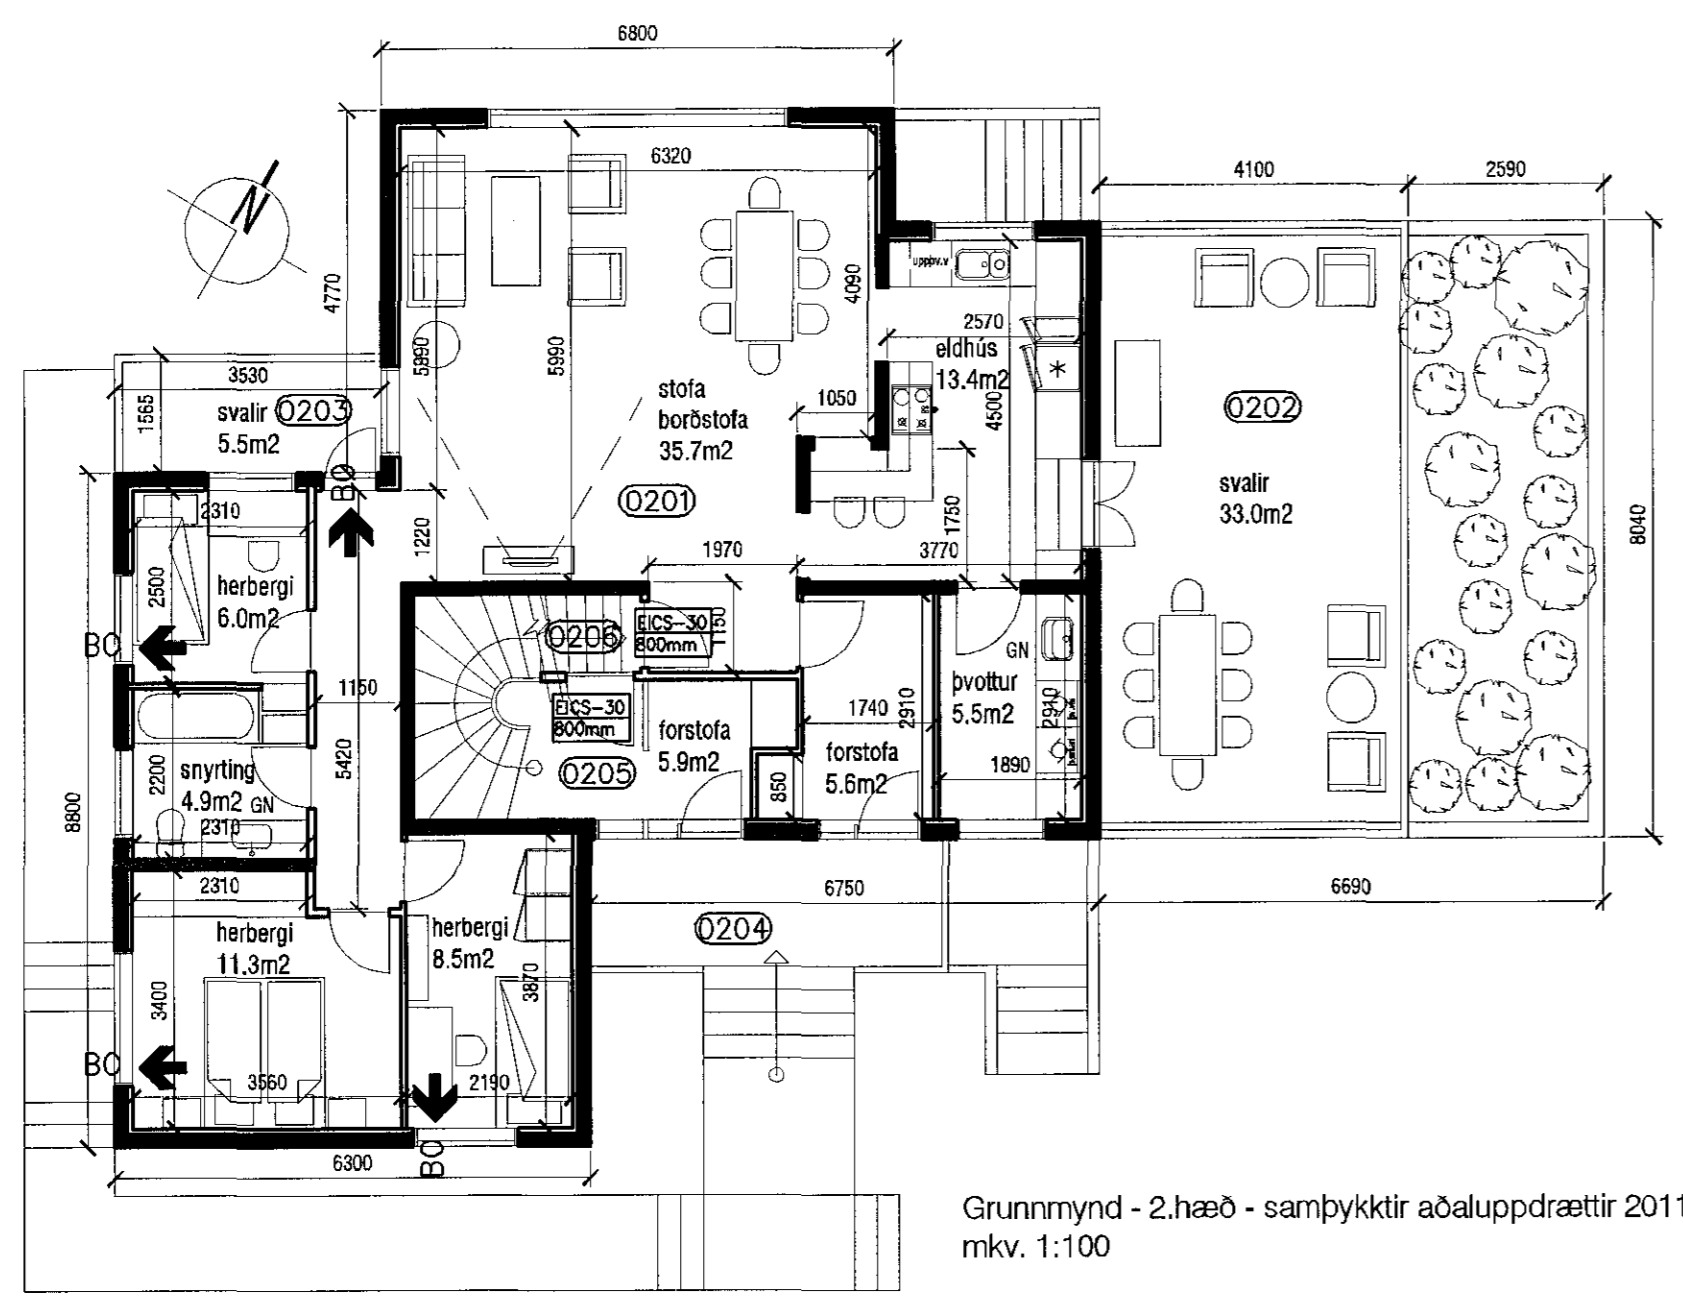 6800
6320
4100
2590
4770
5890
5990
4090
uppþv.v
2570
eldhús
13.4m2
4500
3530
1565
svalir 0203
5.5m2
BO
stofa
borðstofa
35.7m2
1050
0201
0202
svalir
33.0m2
8040
2310
1220
1970
3770
1750
herbergi
6.0m2
2500
BO
0206
EICS-30
800mm
1150
GN
þvottur
5.5m2
2910
2910
1150
EICS-30
800mm
forstofa
5.9m2
0205
1740
forstofa
5.6m2
850
1890
5420
8800
2200
snyrting
4.9m2 GN
2310
2310
herbergi
11.3m2
herbergi
8.5m2
3400
3870
6750
6690
0204
BO
3560
2190
BO
6300
Grunnmynd - 2.hæð - samþykktir aðaluppdrættir 2011
mkv. 1:100